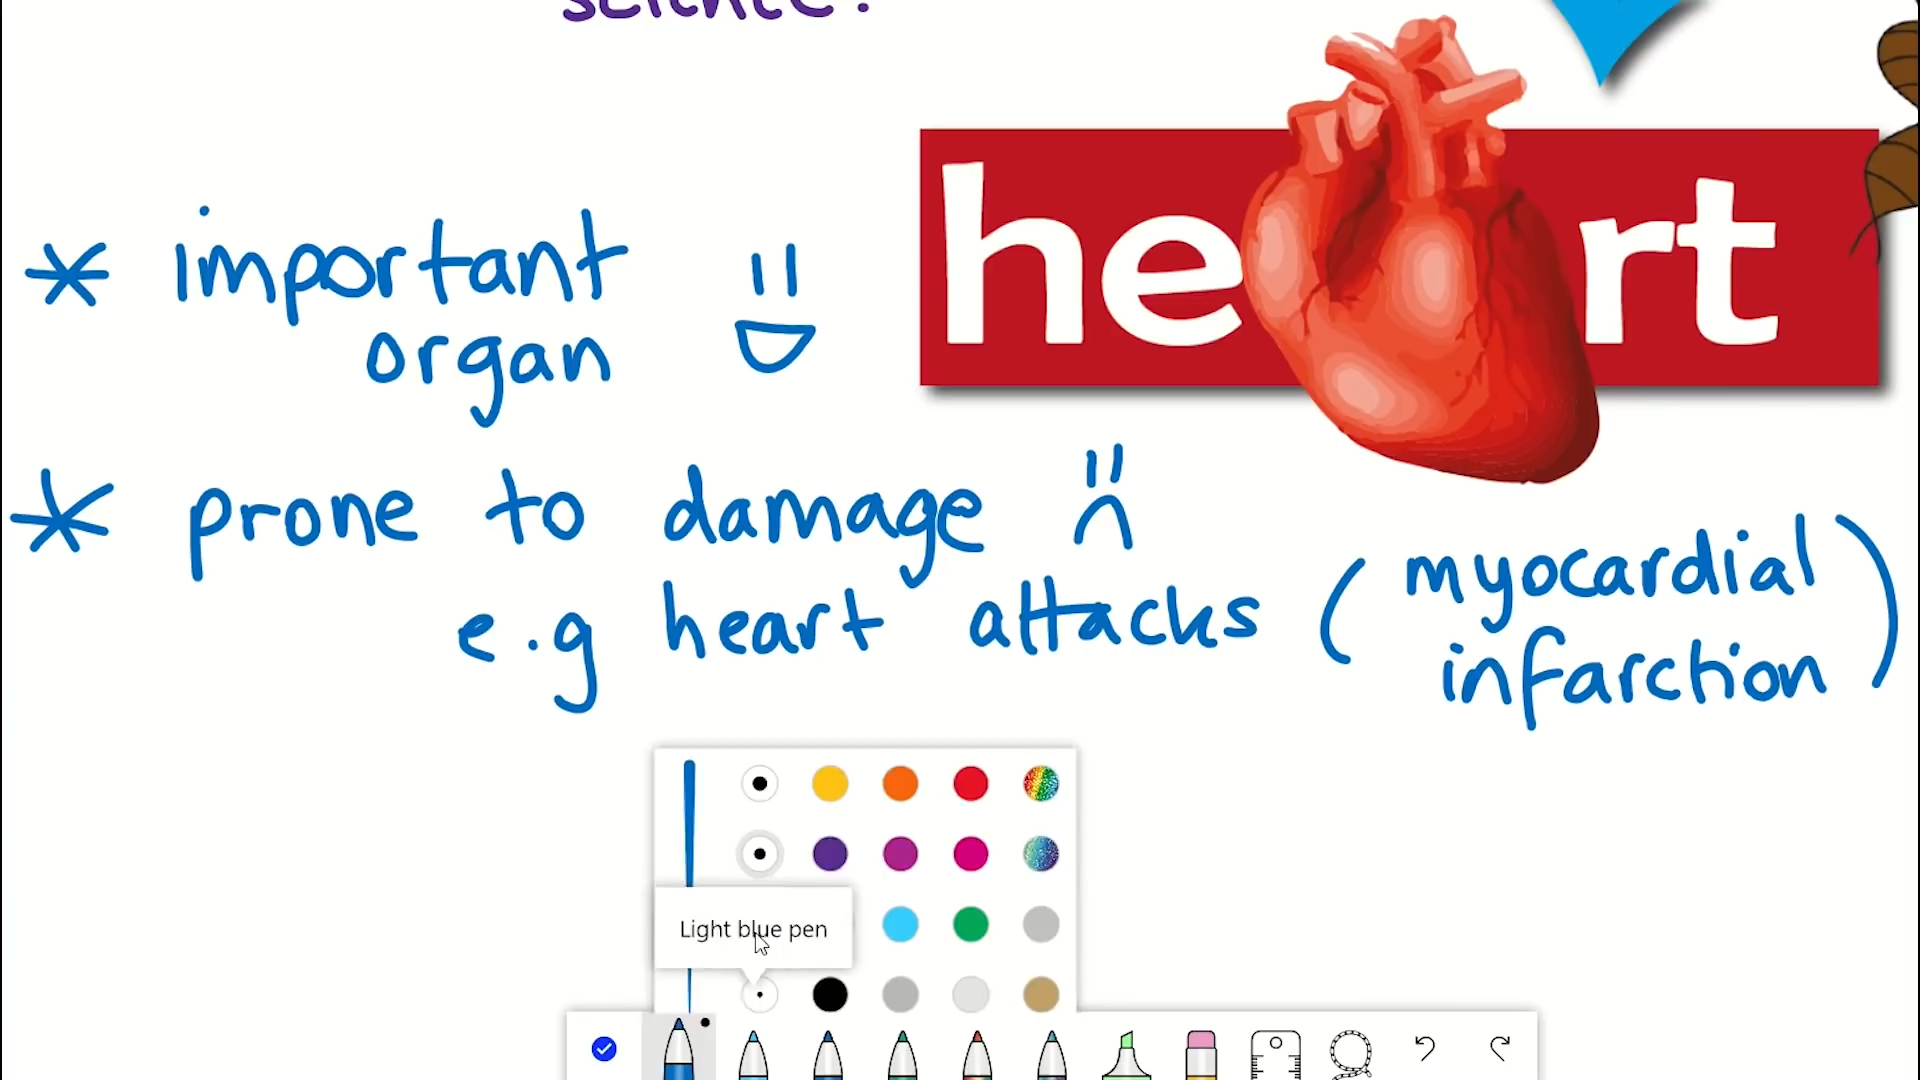 science!
heart
* important
organ
* prone to damage
e.g heart attacks (myocardial
infarction)
Light blue pen